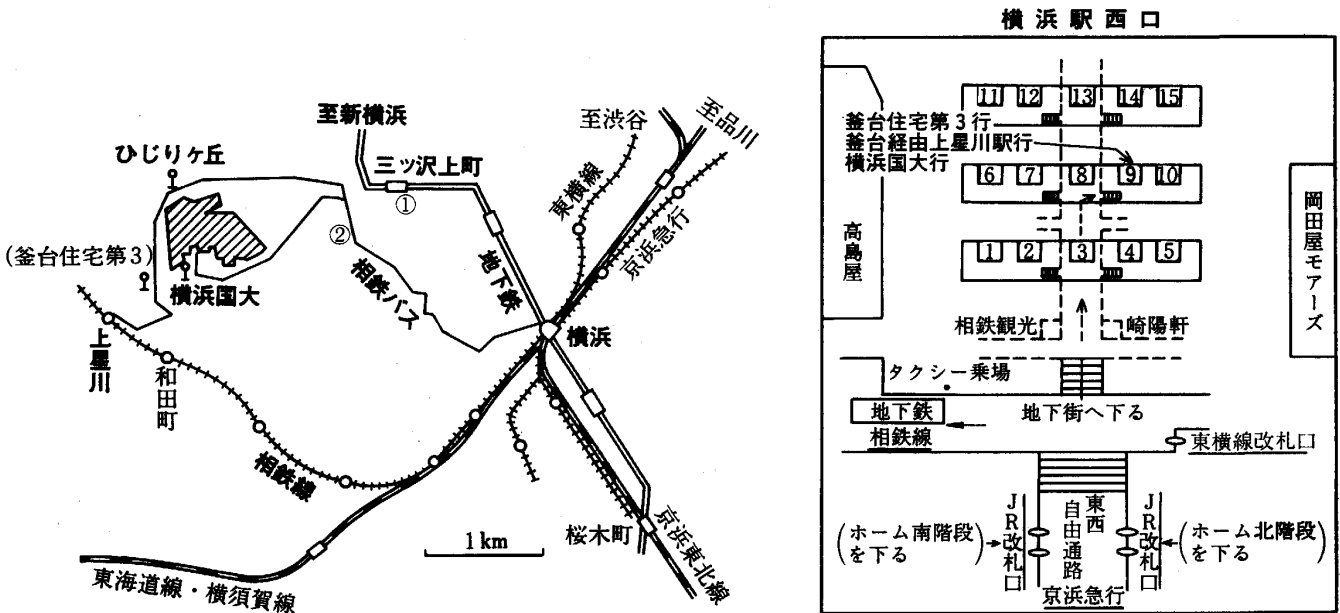 至新横浜
三ッ沢上町
①
②
至渋谷
至品川
東横線
京浜急行
ひじりヶ丘
(釜台住宅第3)
横浜国大
相鉄バス
地下鉄
横浜
上星川
和田町
相鉄線
1km
桜木町
京浜東北線
東海道線・横須賀線
横浜駅西口
11 12 13 14 15
釜台住宅第3行
釜台経由上星川駅行
横浜国大行
6 7 8 9 10
高島屋
岡田屋モアーズ
1 2 3 4 5
相鉄観光
崎陽軒
タクシー乗場
地下街へ下る
地下鉄
相鉄線
東横線改札口
(ホーム南階段
を下る)
JR改札口
東西
自由通路
JR改札口
(ホーム北階段
を下る)
京浜急行